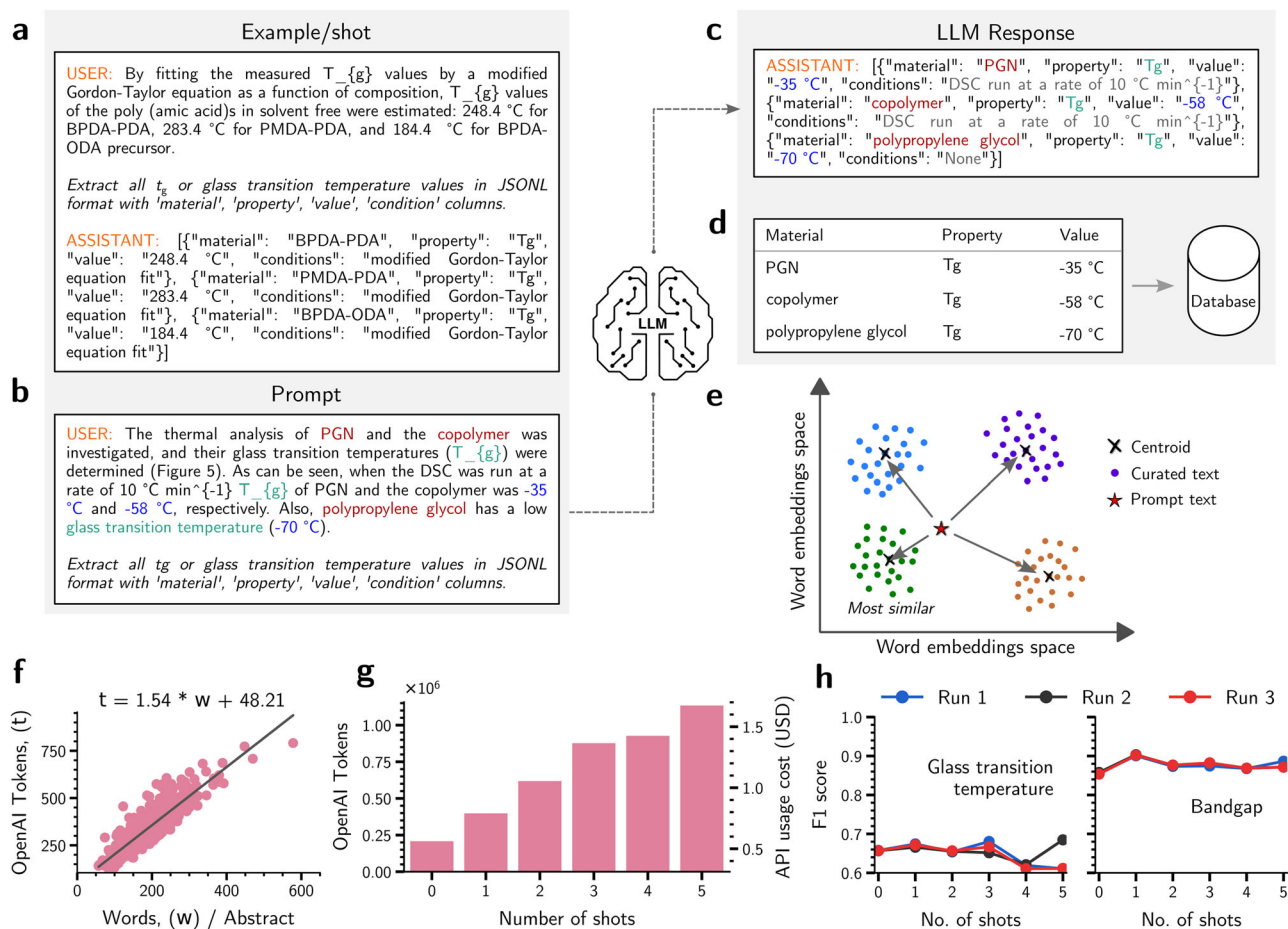 a
Example/shot
USER: By fitting the measured T_{g} values by a modified
Gordon-Taylor equation as a function of composition, T_{g} values
of the poly (amic acid)s in solvent free were estimated: 248.4 °C for
BPDA-PDA, 283.4 °C for PMDA-PDA, and 184.4 °C for BPDA-
ODA precursor.
Extract all tg or glass transition temperature values in JSONL
format with 'material', 'property', 'value', 'condition' columns.
ASSISTANT: [{"material": "BPDA-PDA", "property": "Tg",
"value": "248.4 °C", "conditions": "modified Gordon-Taylor
equation fit"}, {"material": "PMDA-PDA", "property": "Tg",
"value": "283.4 °C", "conditions": "modified Gordon-Taylor
equation fit"}, {"material": "BPDA-ODA", "property": "Tg",
"value": "184.4 °C", "conditions": "modified Gordon-Taylor
equation fit"}]
b
Prompt
USER: The thermal analysis of PGN and the copolymer was
investigated, and their glass transition temperatures (T_{g}) were
determined (Figure 5). As can be seen, when the DSC was run at a
rate of 10 °C min^{-1} T_{g} of PGN and the copolymer was -35
°C and -58 °C, respectively. Also, polypropylene glycol has a low
glass transition temperature (-70 °C).
Extract all tg or glass transition temperature values in JSONL
format with 'material', 'property', 'value', 'condition' columns.
LLM
c
LLM Response
ASSISTANT: [{"material": "PGN", "property": "Tg", "value":
"-35 °C", "conditions": "DSC run at a rate of 10 °C min^{-1}"},
{"material": "copolymer", "property": "Tg", "value": "-58 °C",
"conditions": "DSC run at a rate of 10 °C min^{-1}"},
{"material": "polypropylene glycol", "property": "Tg", "value":
"-70 °C", "conditions": "None"}]
d
Material Property Value
PGN Tg -35 °C
copolymer Tg -58 °C
polypropylene glycol Tg -70 °C
Database
e
Word embeddings space
Most similar
Word embeddings space
Centroid
Curated text
Prompt text
f
t = 1.54 * w + 48.21
OpenAI Tokens, (t)
750
500
250
0 200 400 600
Words, (w) / Abstract
g
×10^6
OpenAI Tokens
1.00
0.75
0.50
0.25
0.00
0 1 2 3 4 5
Number of shots
1.5
1.0
0.5
API usage cost (USD)
h
Run 1 Run 2 Run 3
F1 score
1.0
0.9
0.8
0.7
0.6
Glass transition
temperature
Bandgap
0 1 2 3 4 5
0 1 2 3 4 5
No. of shots
No. of shots